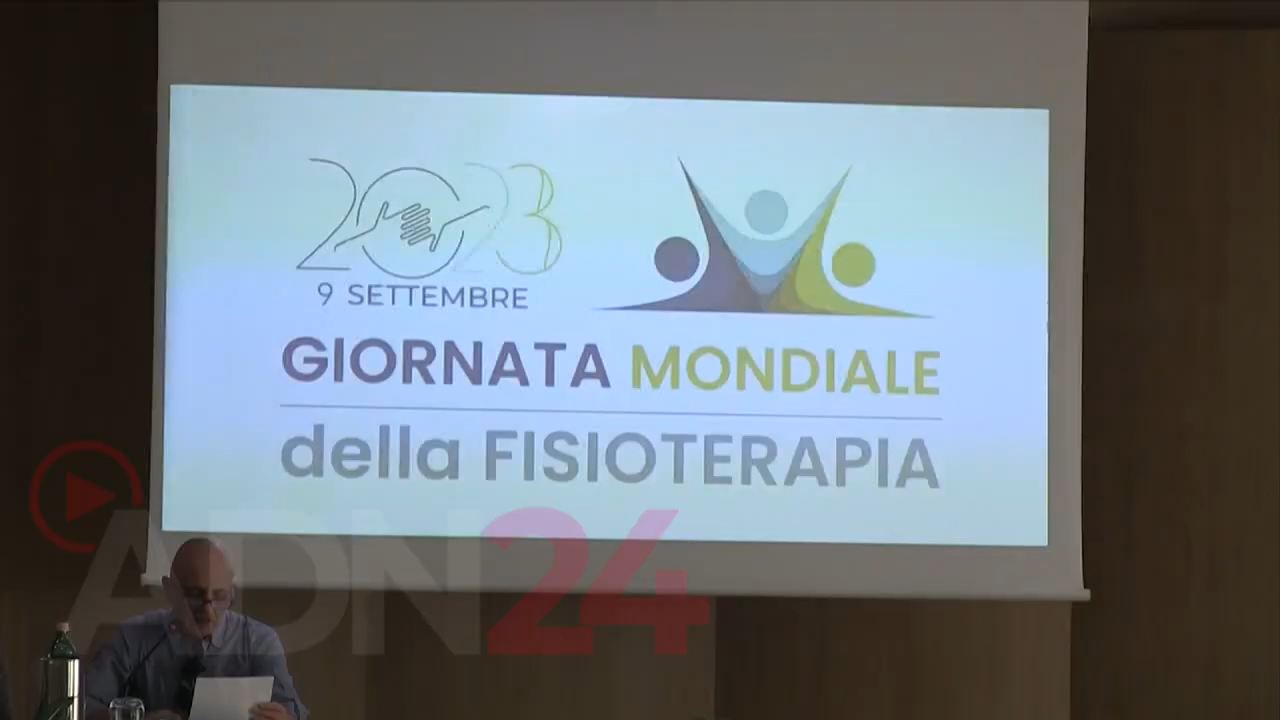 2023
9 SETTEMBRE
GIORNATA MONDIALE
della FISIOTERAPIA
ADN24